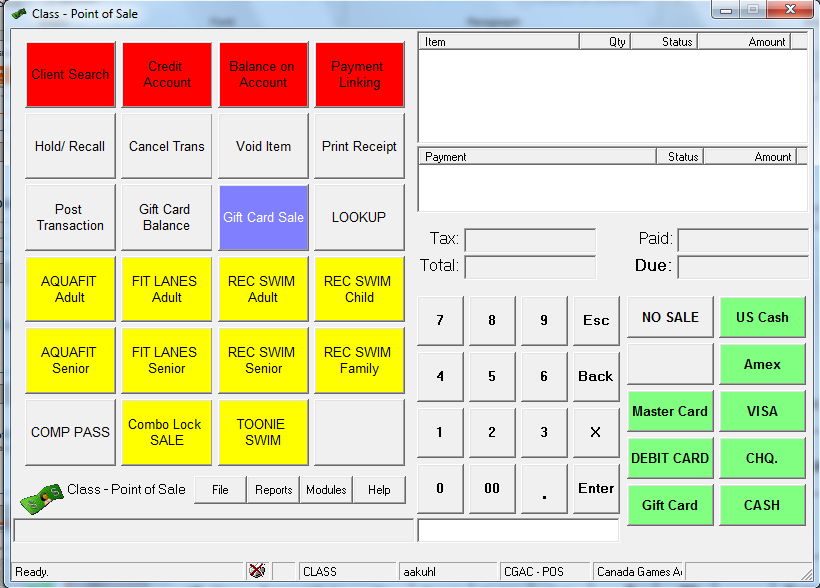 Class - Point of Sale
Client Search
Credit
Account
Balance on
Account
Payment
Linking
Hold/ Recall
Cancel Trans
Void Item
Print Receipt
Post
Transaction
Gift Card
Balance
Gift Card Sale
LOOKUP
AQUAFIT
Adult
FIT LANES
Adult
REC SWIM
Adult
REC SWIM
Child
AQUAFIT
Senior
FIT LANES
Senior
REC SWIM
Senior
REC SWIM
Family
COMP PASS
Combo Lock
SALE
TOONIE
SWIM
Class - Point of Sale
File
Reports
Modules
Help
Item Qty Status Amount
Payment Status Amount
Tax:
Paid:
Total:
Due:
7 8 9 Esc
4 5 6 Back
1 2 3 X
0 00 . Enter
NO SALE
US Cash
Amex
Master Card
VISA
DEBIT CARD
CHQ.
Gift Card
CASH
Ready.
CLASS
aakuhl
CGAC - POS
Canada Games